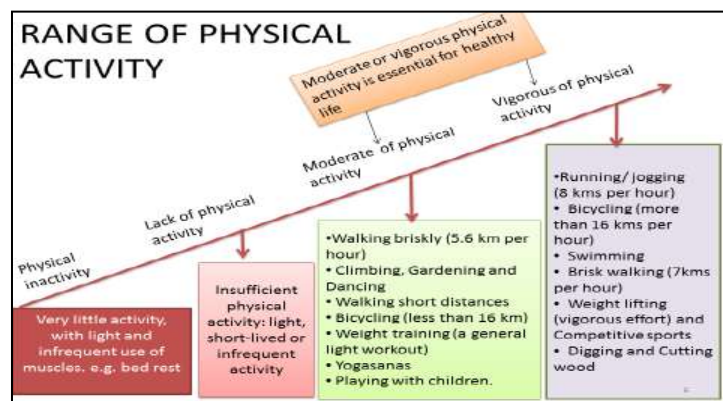 RANGE OF PHYSICAL
ACTIVITY
Moderate or vigorous physical
activity is essential for healthy
life
Vigorous of physical
activity
Moderate of physical
activity
Lack of physical
activity
Physical
inactivity
Very little activity,
with light and
infrequent use of
muscles. e.g. bed rest
Insufficient
physical
activity: light,
short-lived or
infrequent
activity
•Walking briskly (5.6 km per
hour)
• Climbing, Gardening and
Dancing
• Walking short distances
• Bicycling (less than 16 km)
• Weight training (a general
light workout)
• Yogasanas
• Playing with children.
•Running/ jogging
(8 kms per hour)
• Bicycling (more
than 16 kms per
hour)
• Swimming
• Brisk walking (7kms
per hour)
• Weight lifting
(vigorous effort) and
Competitive sports
• Digging and Cutting
wood